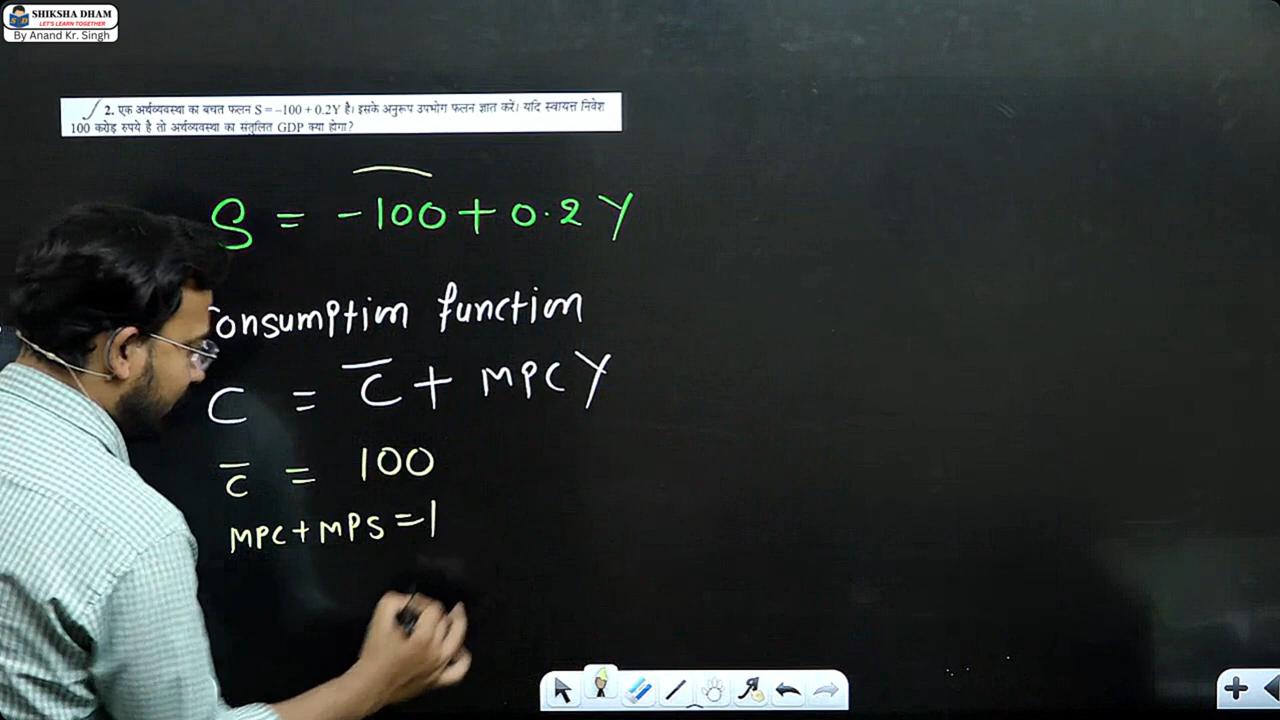 SHIKSHA DHAM
LET'S LEARN TOGETHER
By Anand Kr. Singh
2. एक अर्थव्यवस्था का बचत फलन S = –100 + 0.2Y है। इसके अनुरूप उपभोग फलन ज्ञात करें। यदि स्वायत्त निवेश
100 करोड़ रुपये है तो अर्थव्यवस्था का संतुलित GDP क्या होगा?
S = -100 + 0.2 Y
onsumption function
C = C̅ + MPC Y
c̅ = 100
MPC + MPS = 1